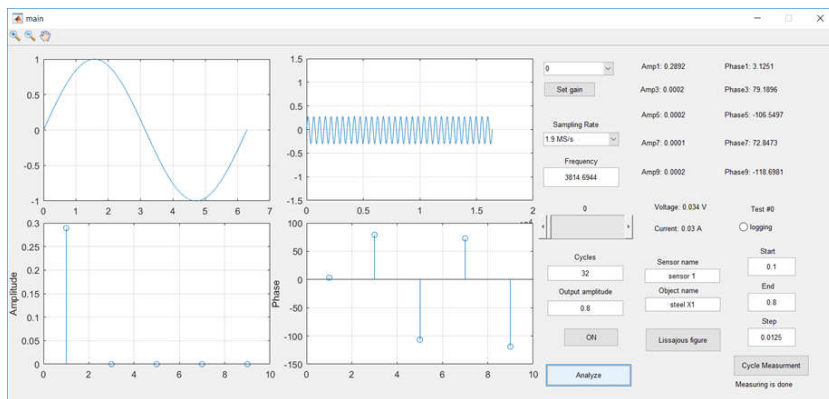 main
1
0.5
0
-0.5
-1
0 1 2 3 4 5 6 7
1.5
1
0.5
0
-0.5
-1
-1.5
0 0.5 1 1.5 2
0.3
0.25
0.2
0.15
0.1
0.05
0
Amplitude
0 2 4 6 8 10
100
50
0
-50
-100
-150
Phase
0 2 4 6 8 10
0
Set gain
Sampling Rate
1.9 MS/s
Frequency
3814.6944
Amp1: 0.2892 Phase1: 3.1251
Amp3: 0.0002 Phase3: 79.1896
Amp5: 0.0002 Phase5: -106.5497
Amp7: 0.0001 Phase7: 72.8473
Amp9: 0.0002 Phase9: -118.6981
0
Voltage: 0.034 V
Current: 0.03 A
Test #0
logging
Cycles
32
Output amplitude
0.8
ON
Analyze
Sensor name
sensor 1
Object name
steel X1
Lissajous figure
Start
0.1
End
0.8
Step
0.0125
Cycle Measurment
Measuring is done